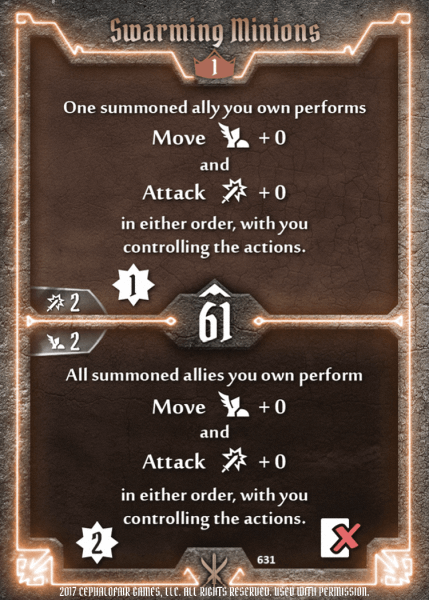 Swarming Minions
1
One summoned ally you own performs
Move + 0
and
Attack + 0
in either order, with you
controlling the actions.
1
2
61
2
All summoned allies you own perform
Move + 0
and
Attack + 0
in either order, with you
controlling the actions.
2
631
2017 CEPHALOFAIR GAMES, LLC. ALL RIGHTS RESERVED. USED WITH PERMISSION.